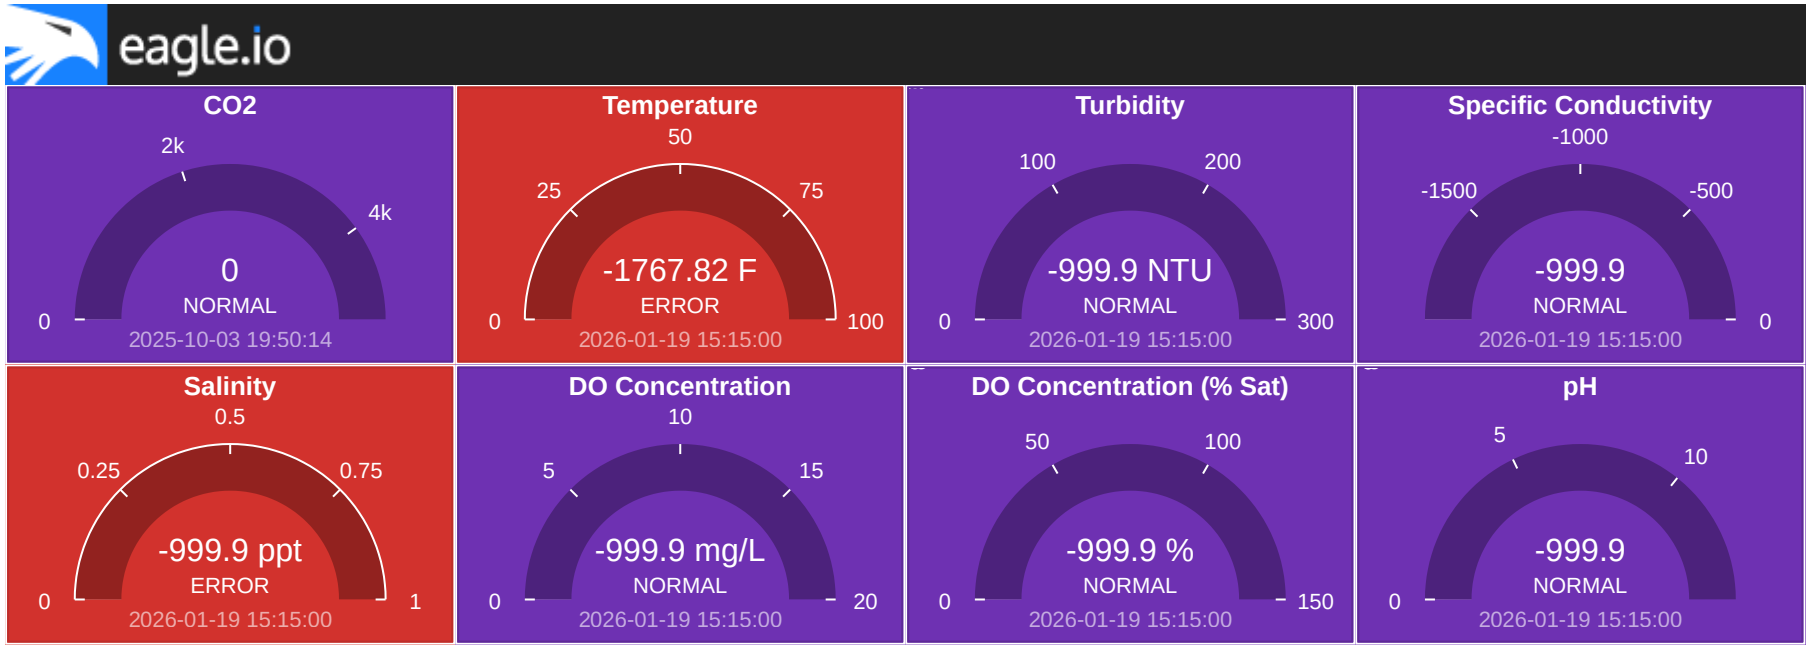 eagle.io
CO2
2k
4k
0
NORMAL
0
2025-10-03 19:50:14
Temperature
50
25
75
-1767.82 F
ERROR
0
100
2026-01-19 15:15:00
Turbidity
100
200
-999.9 NTU
NORMAL
0
300
2026-01-19 15:15:00
Specific Conductivity
-1000
-1500
-500
-999.9
NORMAL
0
2026-01-19 15:15:00
Salinity
0.5
0.25
0.75
-999.9 ppt
ERROR
0
1
2026-01-19 15:15:00
DO Concentration
10
5
15
-999.9 mg/L
NORMAL
0
20
2026-01-19 15:15:00
DO Concentration (% Sat)
50
100
-999.9 %
NORMAL
0
150
2026-01-19 15:15:00
pH
5
10
-999.9
NORMAL
0
2026-01-19 15:15:00